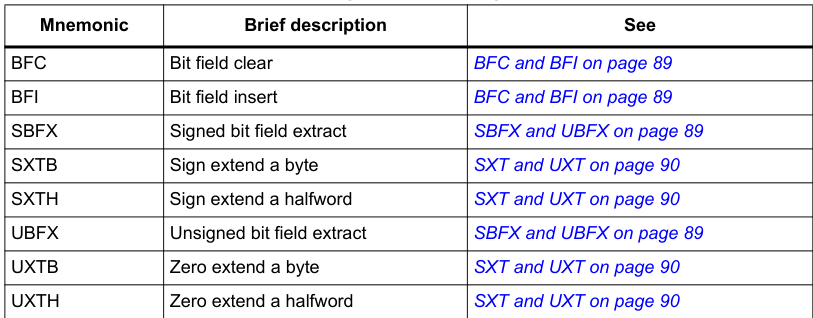 Mnemonic Brief description See
BFC Bit field clear BFC and BFI on page 89
BFI Bit field insert BFC and BFI on page 89
SBFX Signed bit field extract SBFX and UBFX on page 89
SXTB Sign extend a byte SXT and UXT on page 90
SXTH Sign extend a halfword SXT and UXT on page 90
UBFX Unsigned bit field extract SBFX and UBFX on page 89
UXTB Zero extend a byte SXT and UXT on page 90
UXTH Zero extend a halfword SXT and UXT on page 90